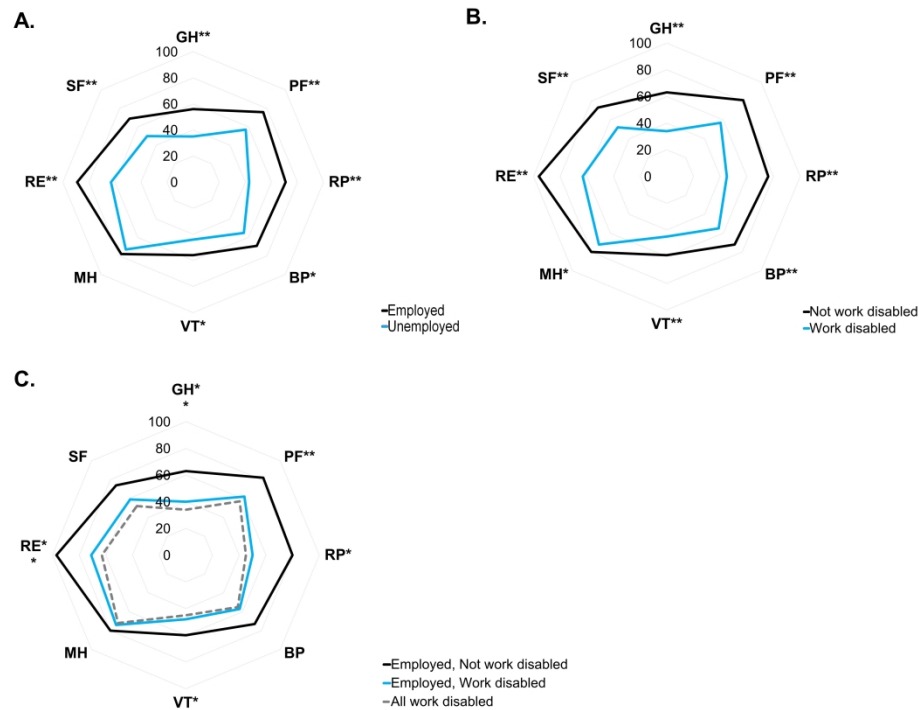 A.
GH**
100
80
60
40
20
0
SF**
PF**
RE**
RP**
MH
BP*
VT*
Employed
Unemployed
B.
GH**
100
80
60
40
20
0
SF**
PF**
RE**
RP**
MH*
BP**
VT**
Not work disabled
Work disabled
C.
GH*
*
100
80
60
40
20
0
SF
PF**
RE*
*
RP*
MH
BP
VT*
Employed, Not work disabled
Employed, Work disabled
All work disabled